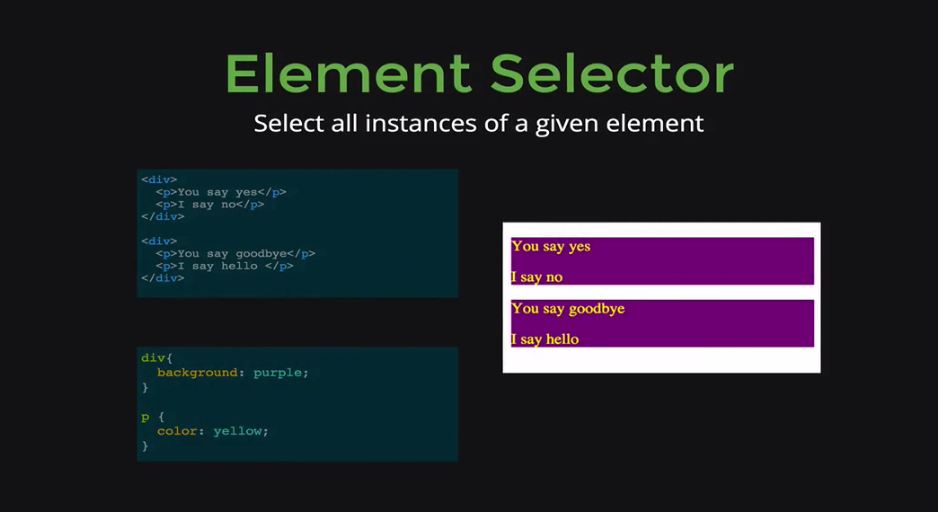 Element Selector
Select all instances of a given element
<div>
  <p>You say yes</p>
  <p>I say no</p>
</div>
<div>
  <p>You say goodbye</p>
  <p>I say hello </p>
</div>
div{
  background: purple;
}
p {
  color: yellow;
}
You say yes
I say no
You say goodbye
I say hello